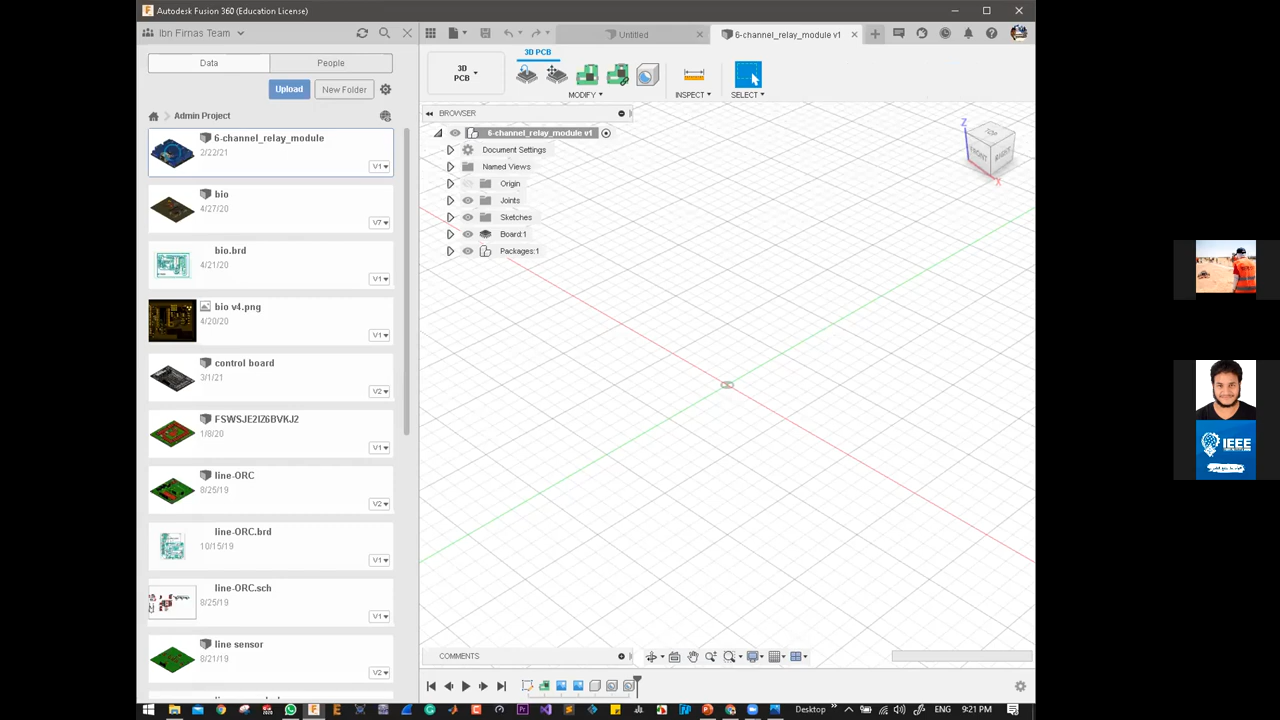 Autodesk Fusion 360 (Education License)
Ibn Firnas Team
Untitled
6-channel_relay_module v1
Data
People
Upload
New Folder
Admin Project
6-channel_relay_module
2/22/21
V1
bio
4/27/20
V7
bio.brd
4/21/20
V1
bio v4.png
4/20/20
V1
control board
3/1/21
V2
FSWSJE2IZ6BVKJ2
1/8/20
V1
line-ORC
8/25/19
V2
line-ORC.brd
10/15/19
V1
line-ORC.sch
8/25/19
V1
line sensor
8/21/19
V2
3D PCB
3D
PCB
MODIFY
INSPECT
SELECT
BROWSER
6-channel_relay_module v1
Document Settings
Named Views
Origin
Joints
Sketches
Board:1
Packages:1
Z
TOP
FRONT
RIGHT
X
COMMENTS
IEEE
Desktop
ENG
9:21 PM